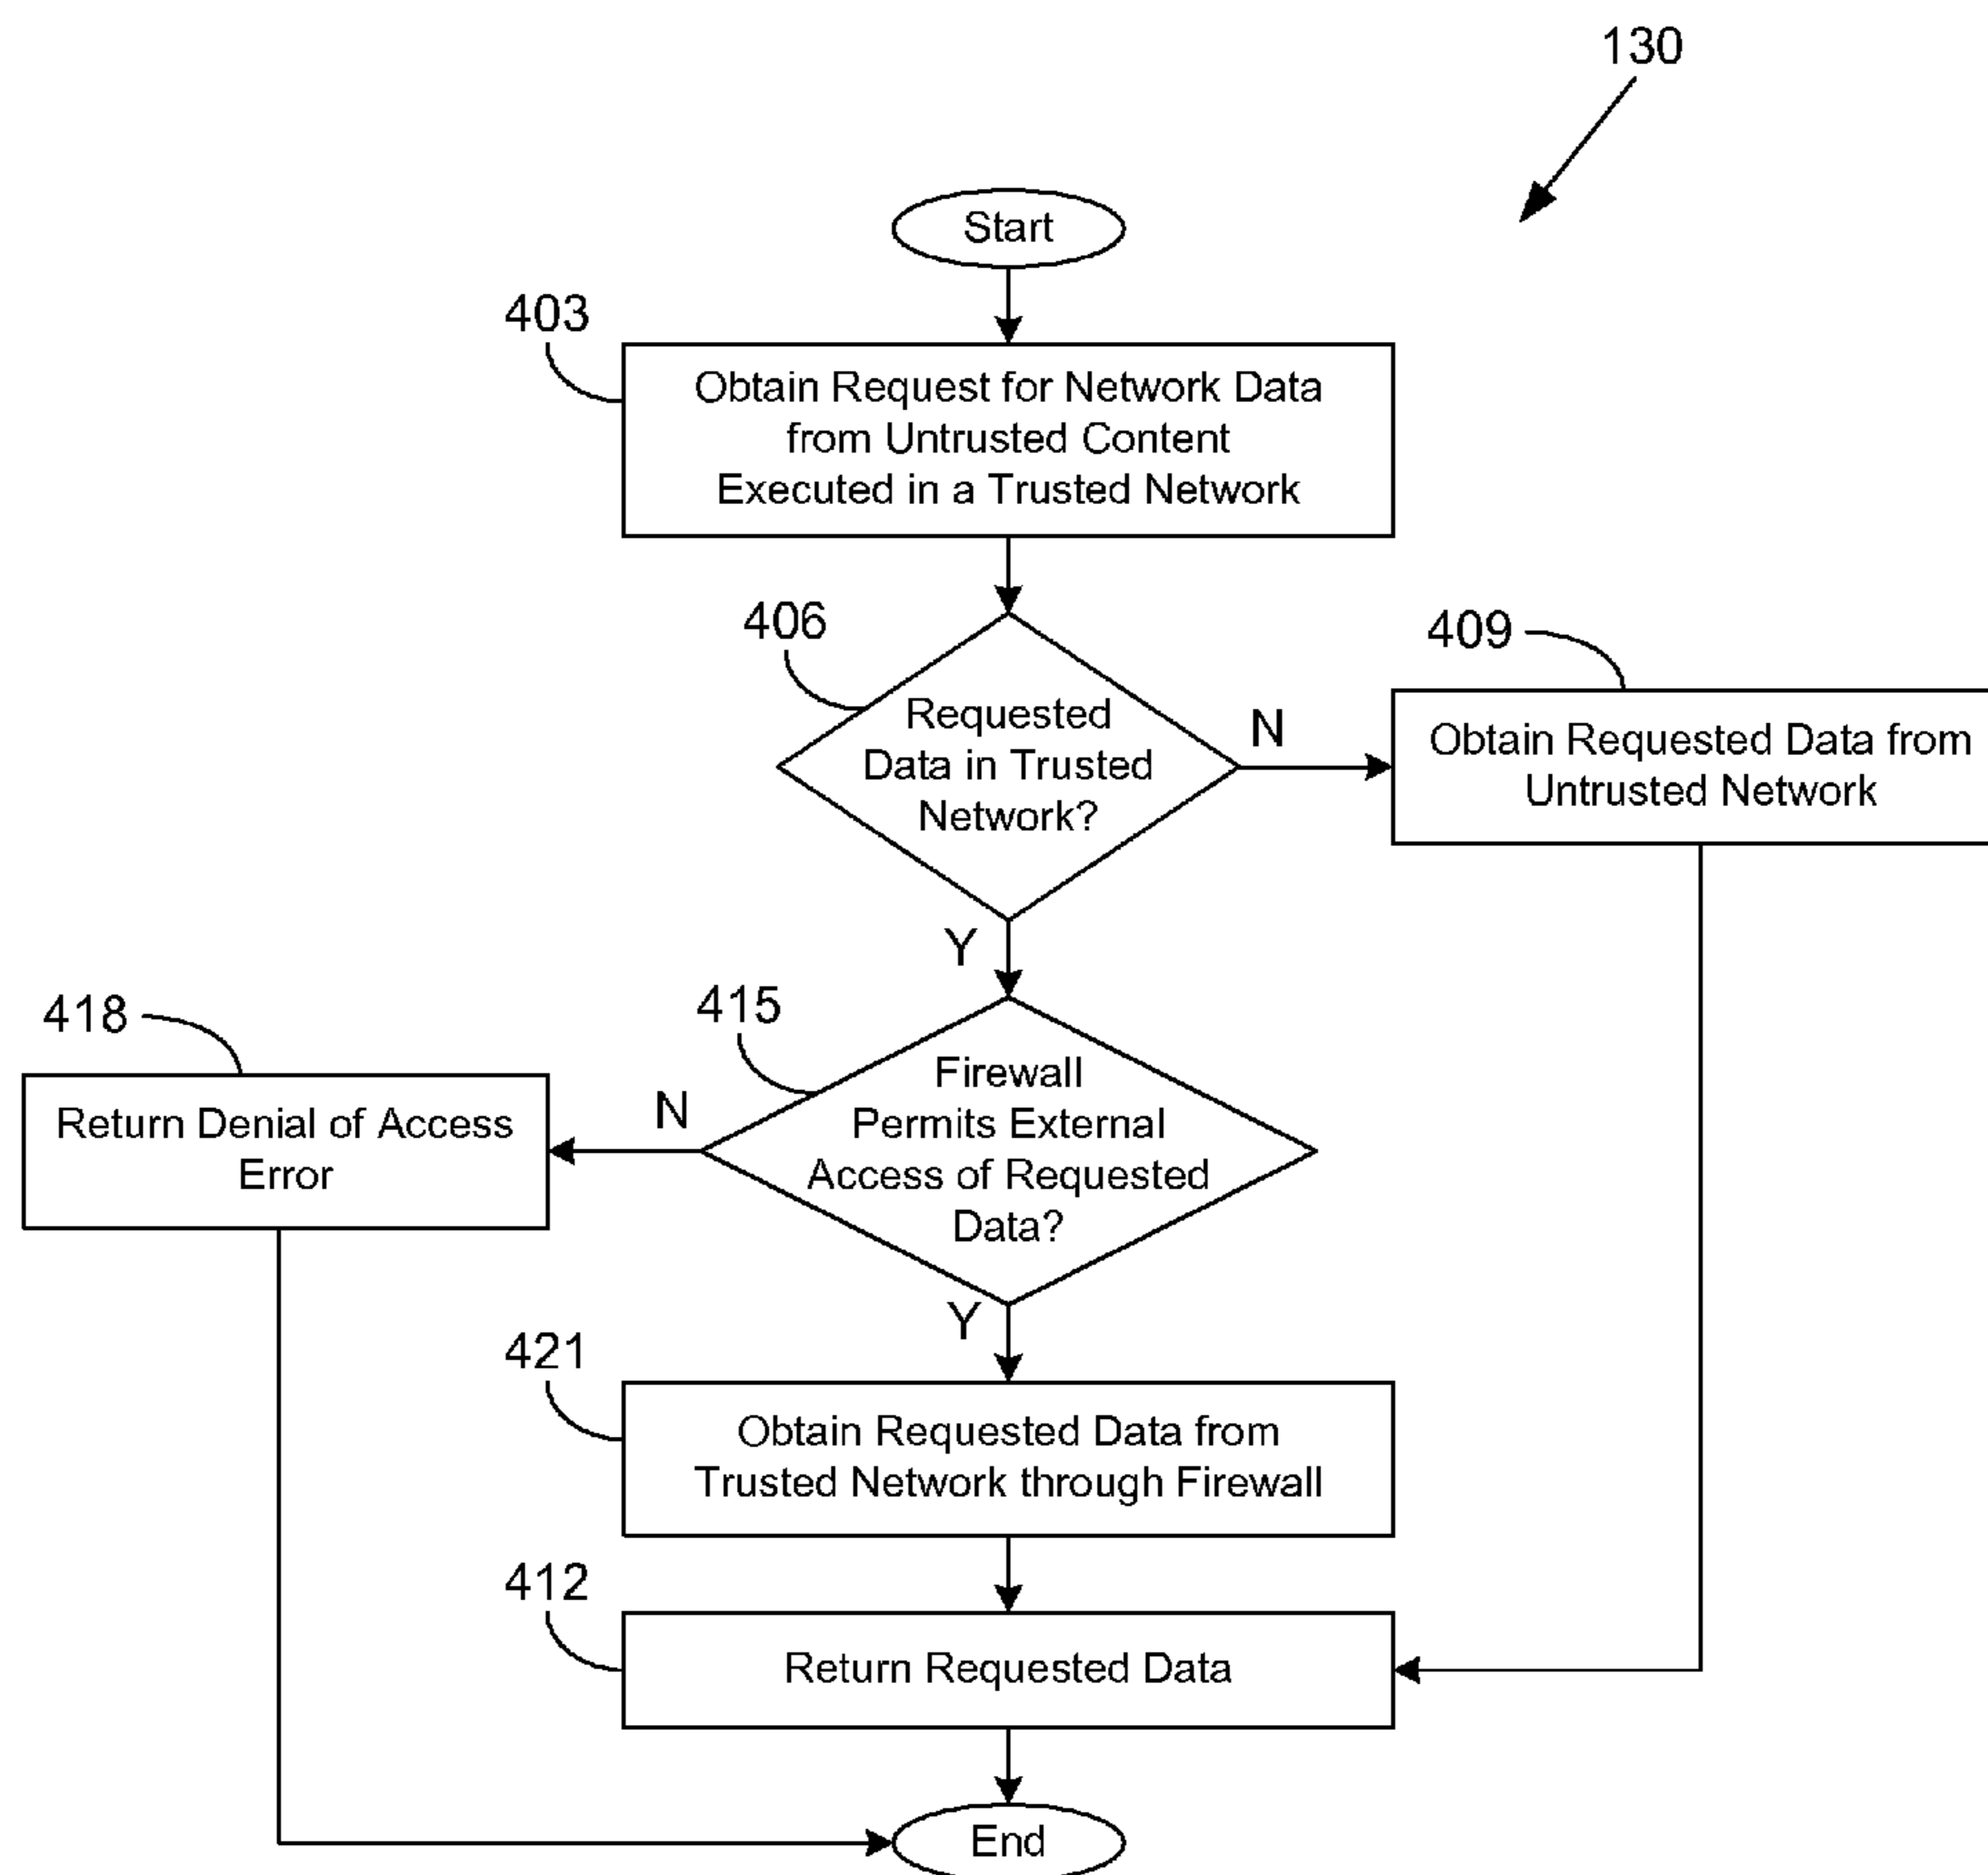 130
Start
403
Obtain Request for Network Data
from Untrusted Content
Executed in a Trusted Network
406
Requested
Data in Trusted
Network?
N
409
Obtain Requested Data from
Untrusted Network
Y
415
Firewall
Permits External
Access of Requested
Data?
N
418
Return Denial of Access
Error
Y
421
Obtain Requested Data from
Trusted Network through Firewall
412
Return Requested Data
End